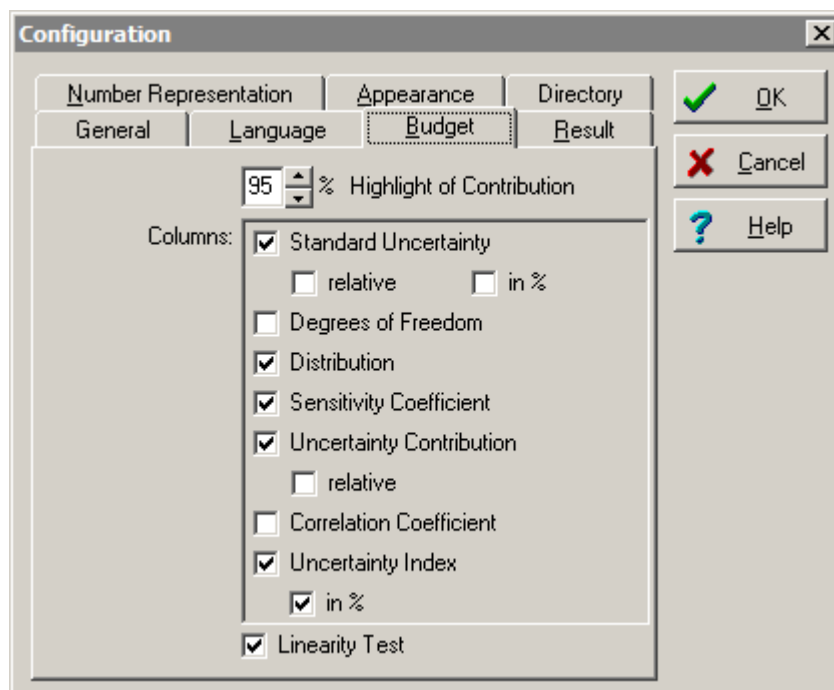 Configuration
Number Representation Appearance Directory
General Language Budget Result
OK
Cancel
Help
95 % Highlight of Contribution
Columns: Standard Uncertainty
relative in %
Degrees of Freedom
Distribution
Sensitivity Coefficient
Uncertainty Contribution
relative
Correlation Coefficient
Uncertainty Index
in %
Linearity Test